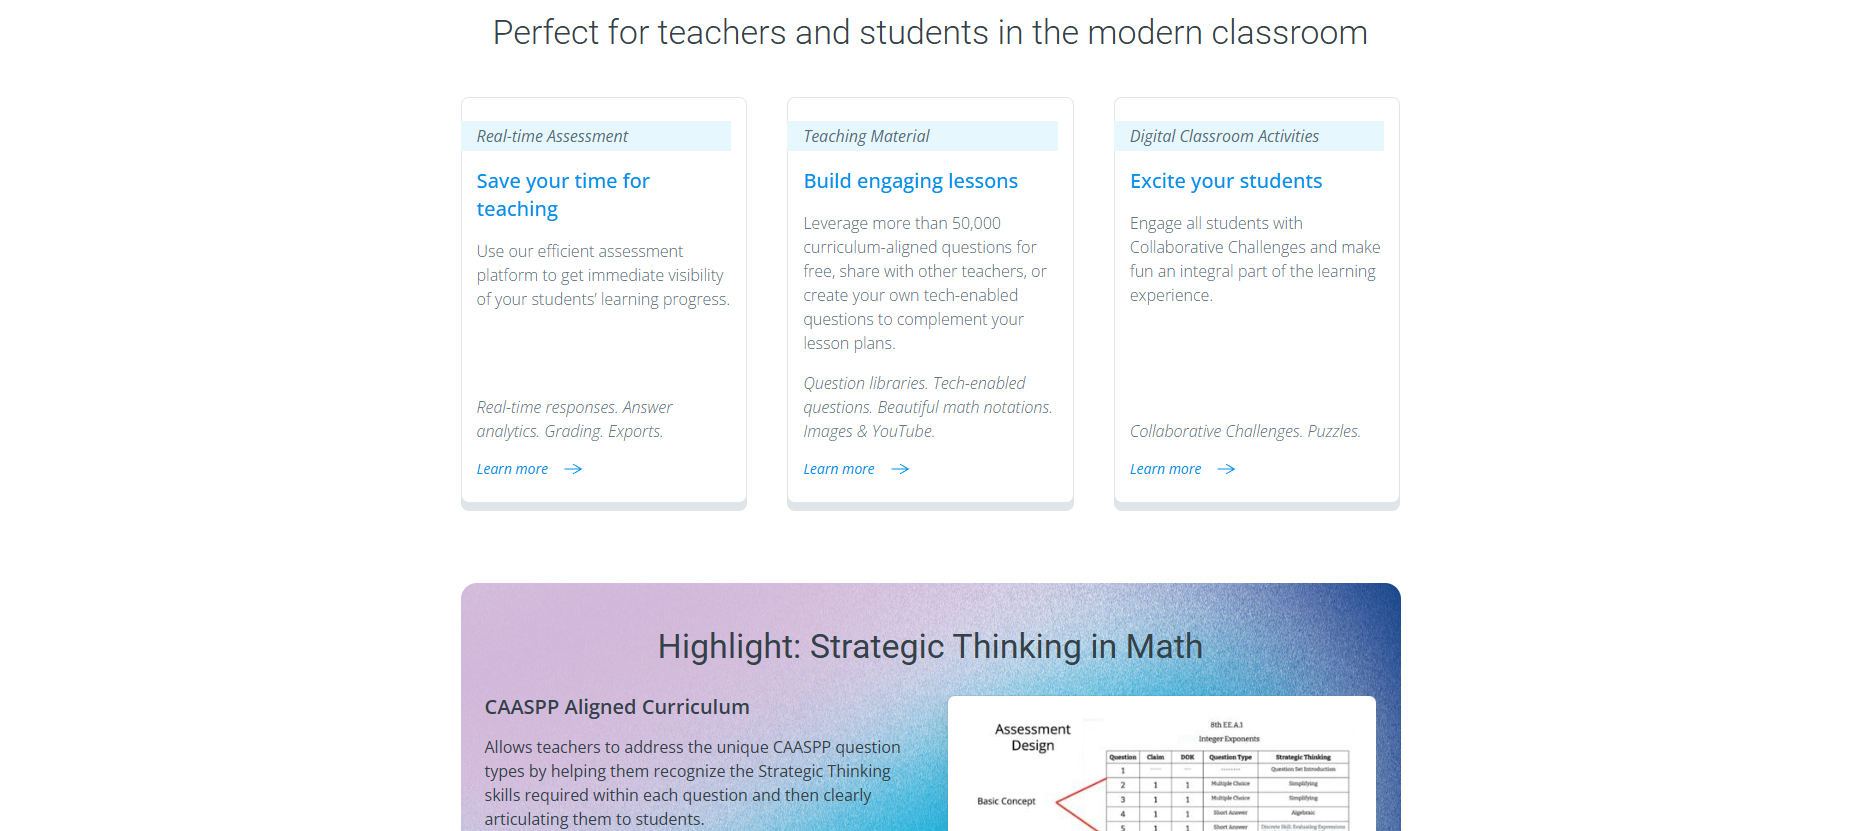 Perfect for teachers and students in the modern classroom
Real-time Assessment
Save your time for
teaching
Use our efficient assessment
platform to get immediate visibility
of your students’ learning progress.
Real-time responses. Answer
analytics. Grading. Exports.
Learn more
Teaching Material
Build engaging lessons
Leverage more than 50,000
curriculum-aligned questions for
free, share with other teachers, or
create your own tech-enabled
questions to complement your
lesson plans.
Question libraries. Tech-enabled
questions. Beautiful math notations.
Images & YouTube.
Learn more
Digital Classroom Activities
Excite your students
Engage all students with
Collaborative Challenges and make
fun an integral part of the learning
experience.
Collaborative Challenges. Puzzles.
Learn more
Highlight: Strategic Thinking in Math
CAASPP Aligned Curriculum
Allows teachers to address the unique CAASPP question
types by helping them recognize the Strategic Thinking
skills required within each question and then clearly
articulating them to students.
Assessment
Design
Basic Concept
8th EE.A.1
Integer Exponents
Question Claim DOK Question Type Strategic Thinking
1 ---- --- -------- Question Set Introduction
2 1 1 Multiple Choice Simplifying
3 1 1 Multiple Choice Simplifying
4 1 1 Short Answer Algebraic
5 1 1 Short Answer Discrete Skill: Evaluating Expressions